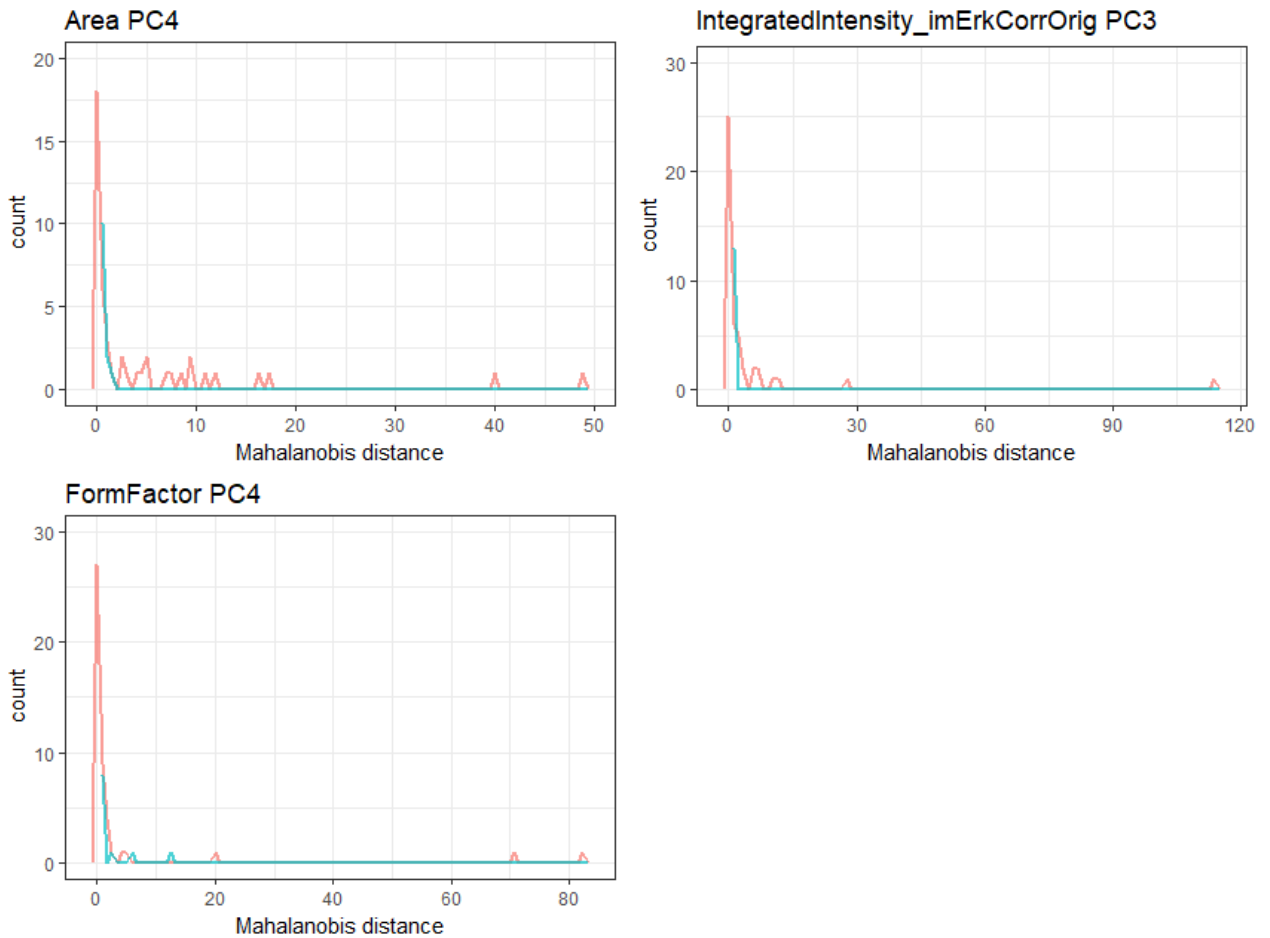 Area PC4
20
15
10
5
0
count
0 10 20 30 40 50
Mahalanobis distance
IntegratedIntensity_imErkCorrOrig PC3
30
20
10
0
count
0 30 60 90 120
Mahalanobis distance
FormFactor PC4
30
20
10
0
count
0 20 40 60 80
Mahalanobis distance